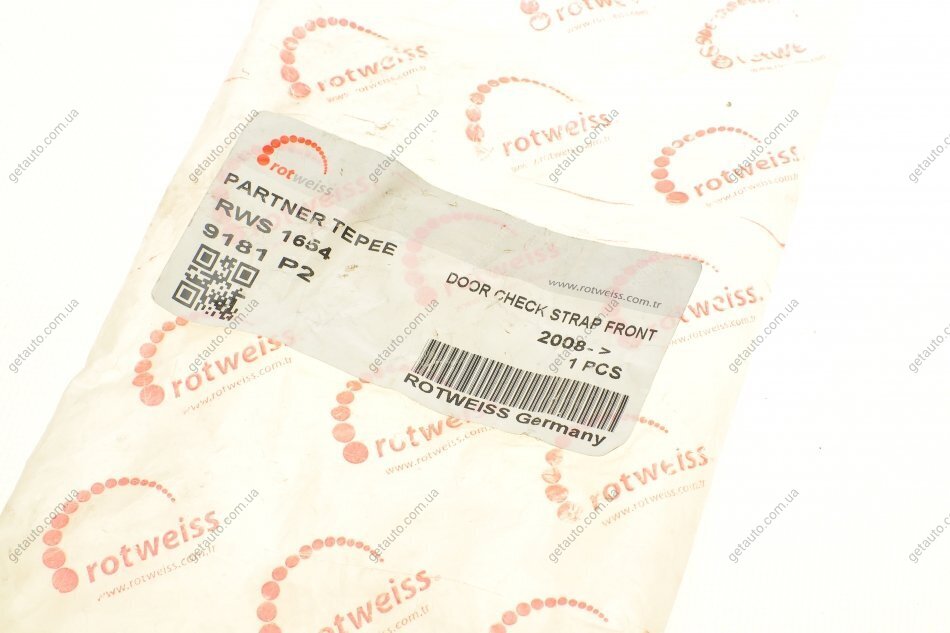 rotweiss
PARTNER TEPEE
RWS 1654
9181 P2
www.rotweiss.com.tr
DOOR CHECK STRAP FRONT
2008->
1 PCS
ROTWEISS Germany
rotweiss
www.rotweiss.com.tr
getauto.com.ua